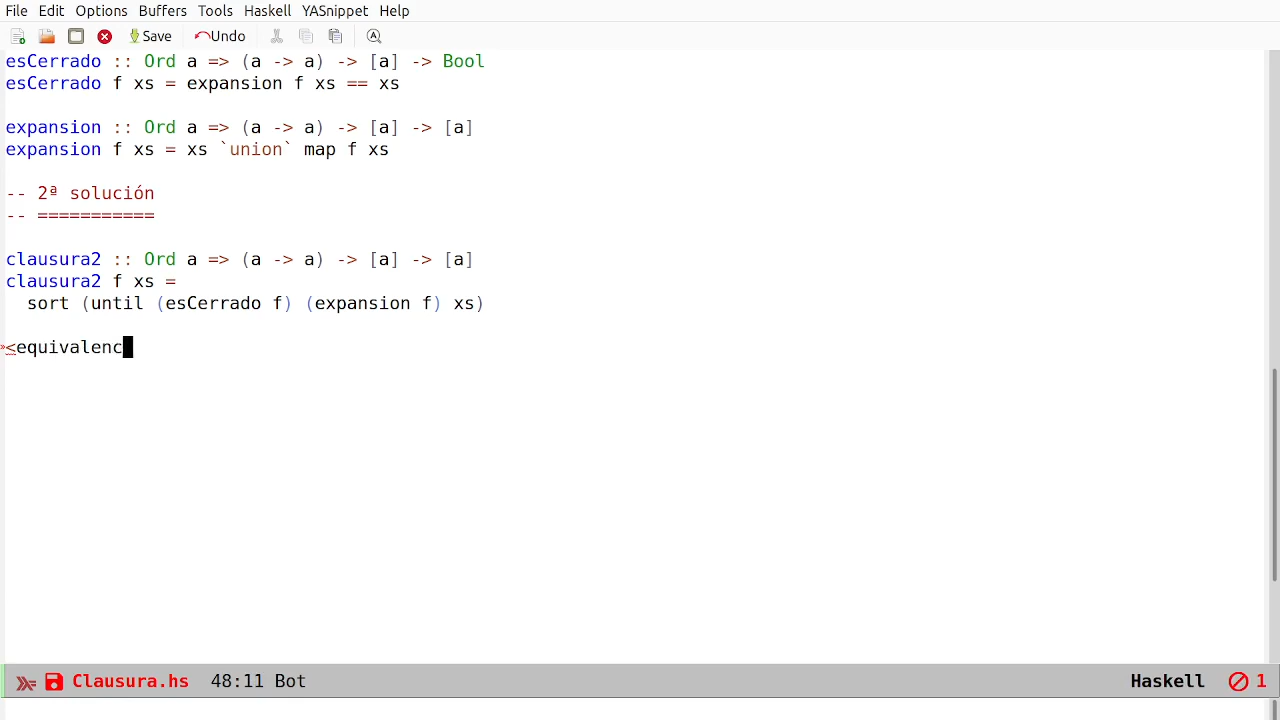 File Edit Options Buffers Tools Haskell YASnippet Help
Save Undo
esCerrado :: Ord a => (a -> a) -> [a] -> Bool
esCerrado f xs = expansion f xs == xs
expansion :: Ord a => (a -> a) -> [a] -> [a]
expansion f xs = xs `union` map f xs
-- 2ª solución
-- ===========
clausura2 :: Ord a => (a -> a) -> [a] -> [a]
clausura2 f xs =
  sort (until (esCerrado f) (expansion f) xs)
<equivalenc
Clausura.hs 48:11 Bot Haskell 1